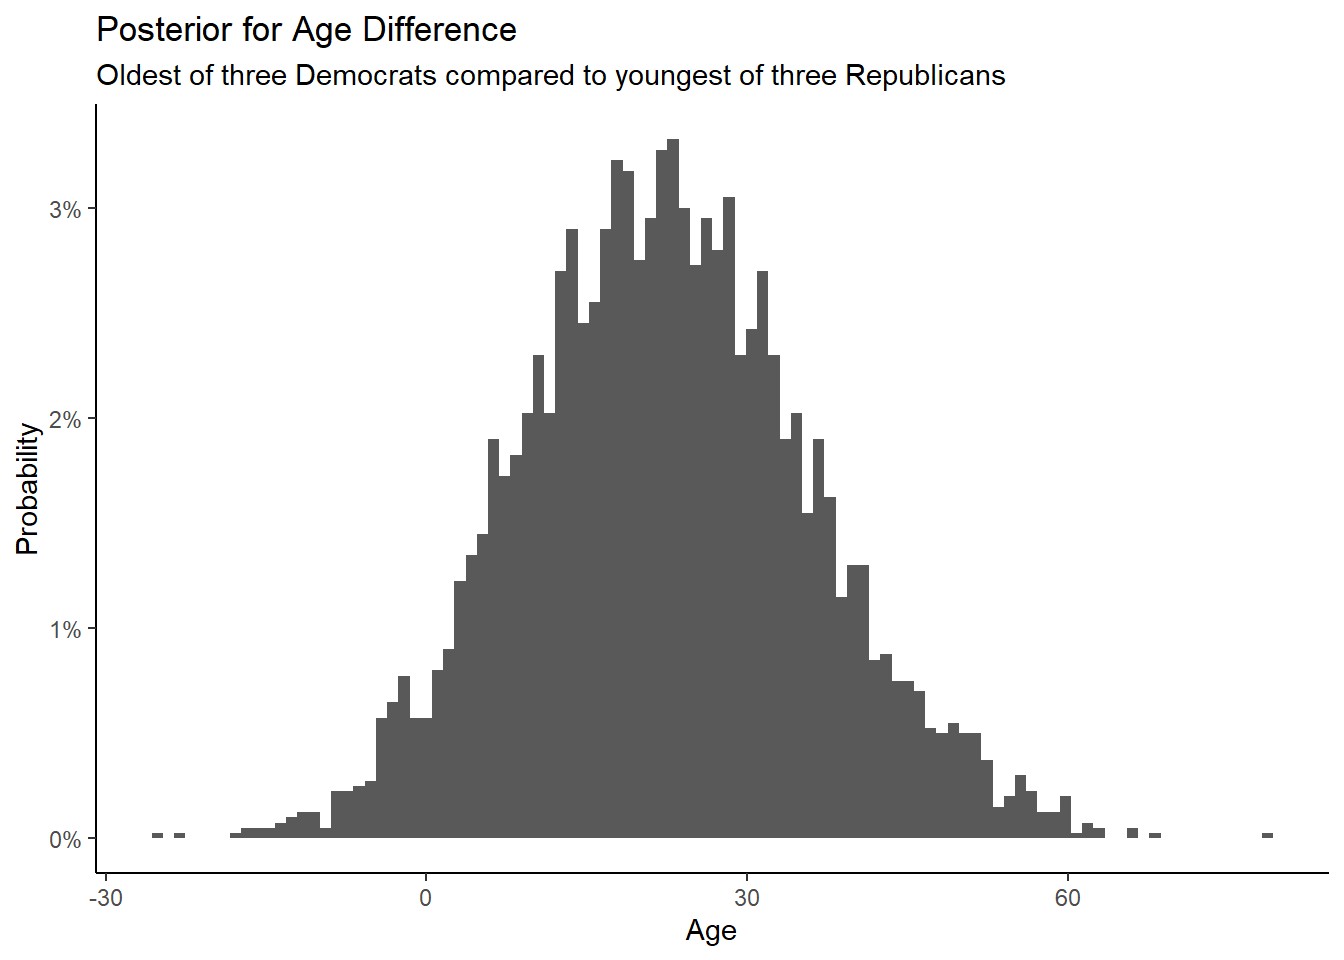 Posterior for Age Difference
Oldest of three Democrats compared to youngest of three Republicans
3%
2%
1%
0%
Probability
-30
0
30
60
Age